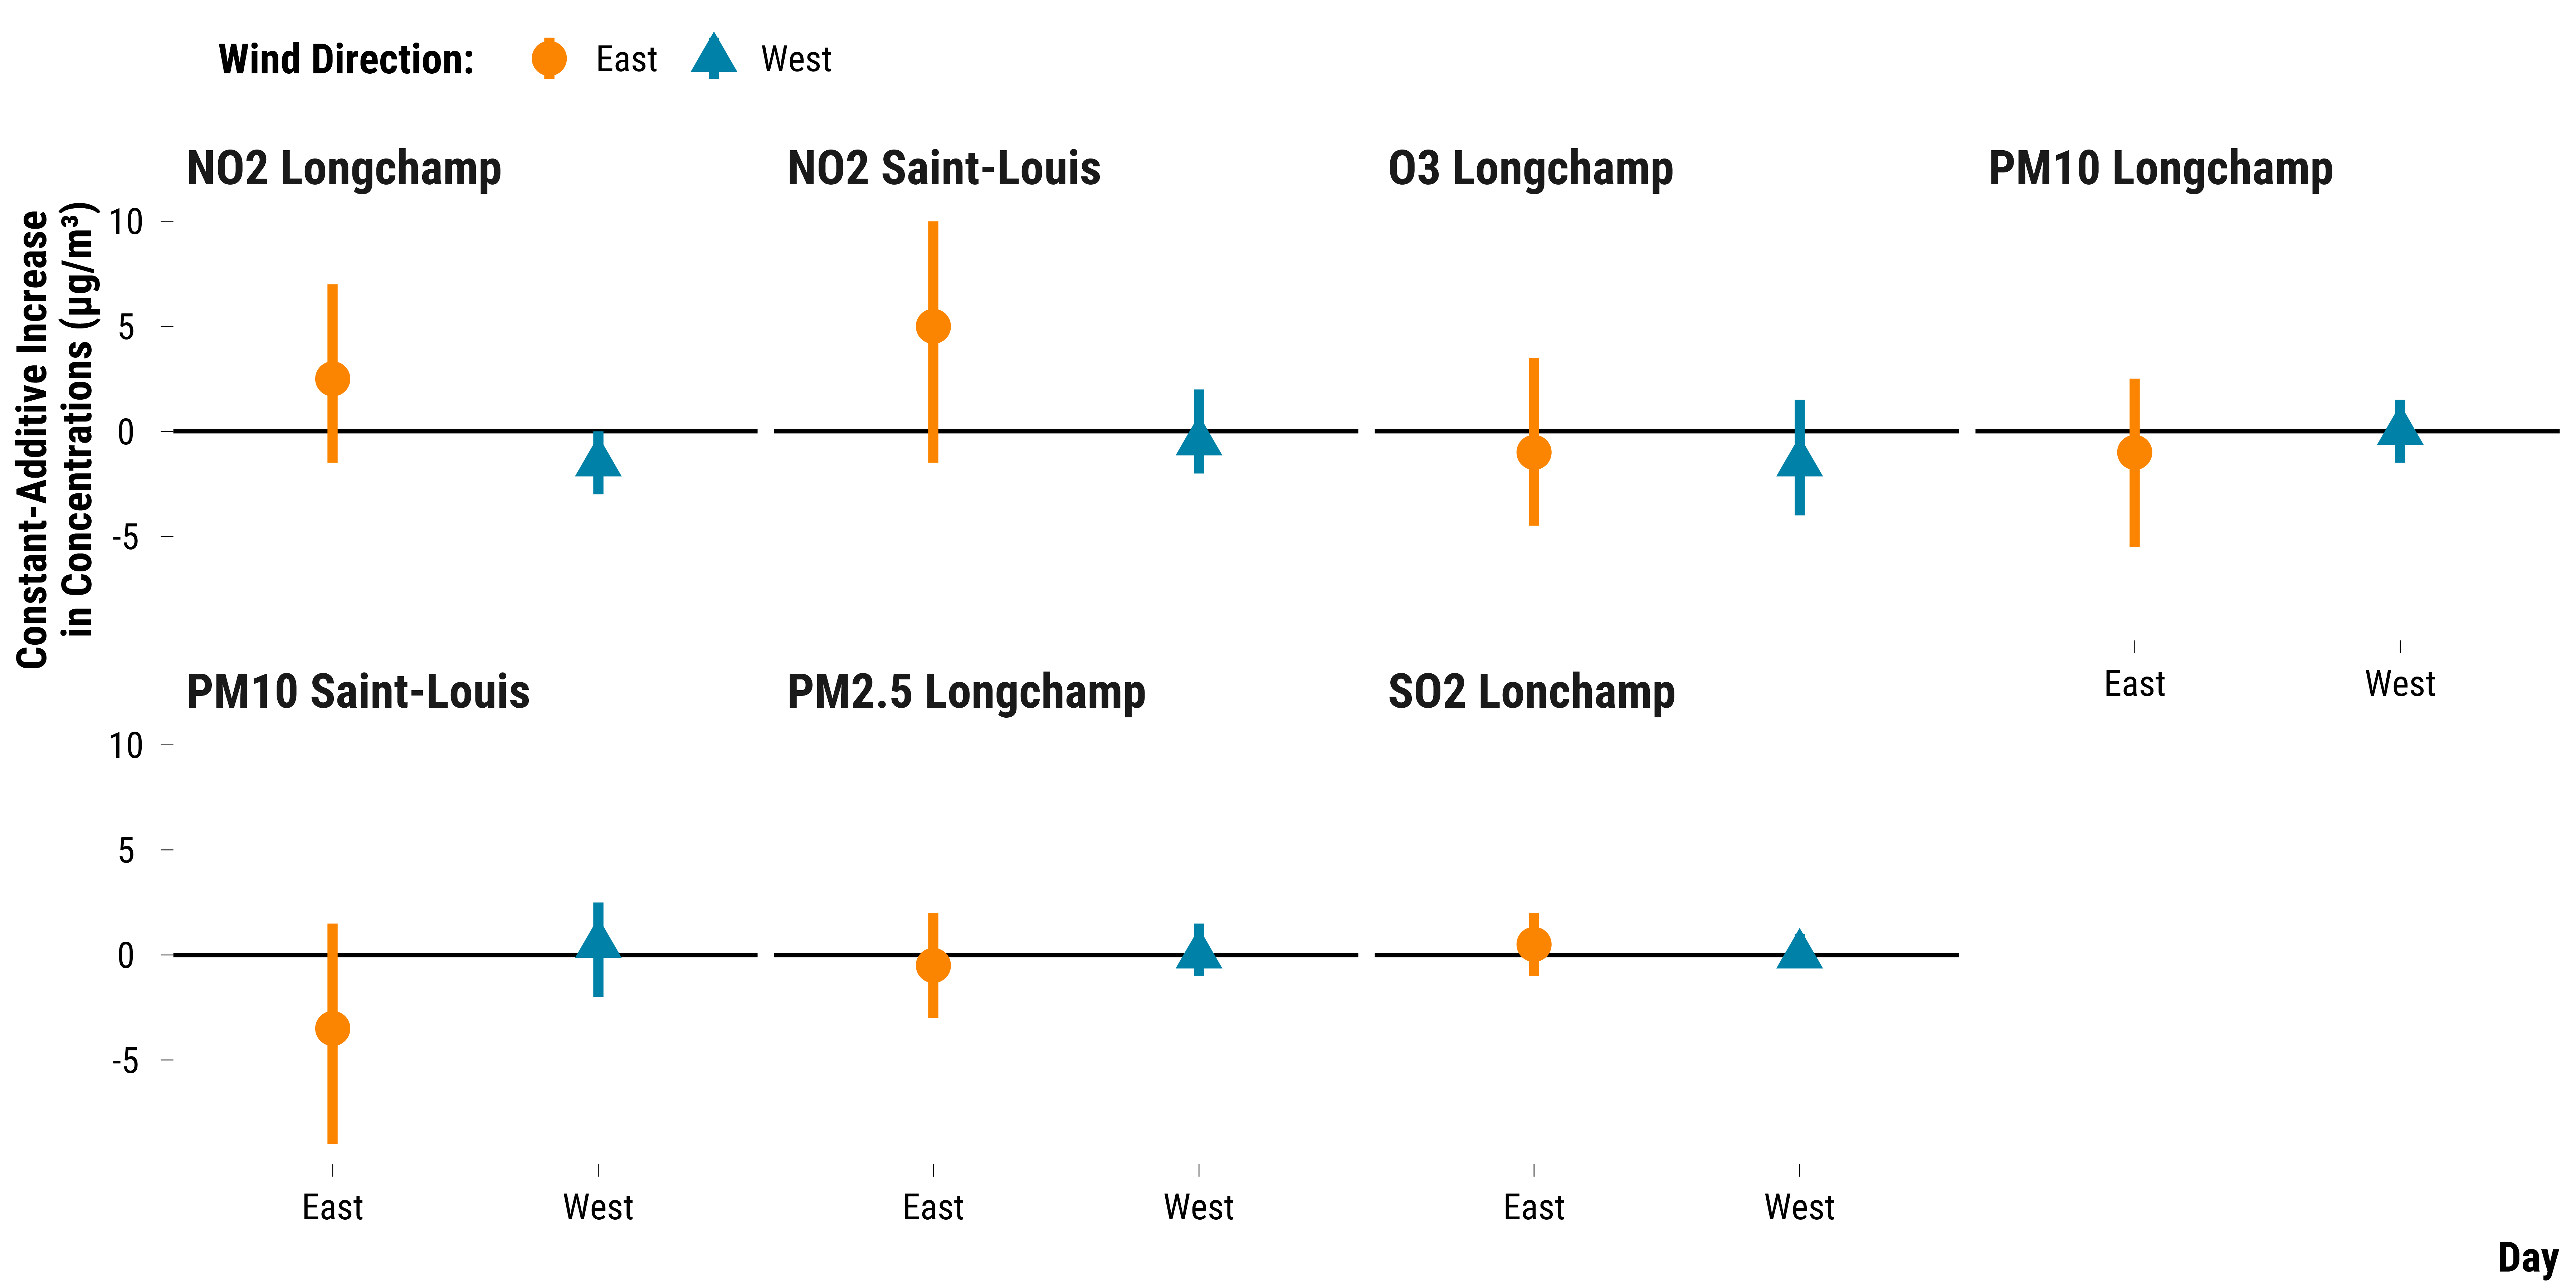 Wind Direction: East West
NO2 Longchamp
NO2 Saint-Louis
O3 Longchamp
PM10 Longchamp
Constant-Additive Increase
in Concentrations (µg/m³)
10
5
0
-5
East West
PM10 Saint-Louis
PM2.5 Longchamp
SO2 Lonchamp
10
5
0
-5
East West East West East West
Day